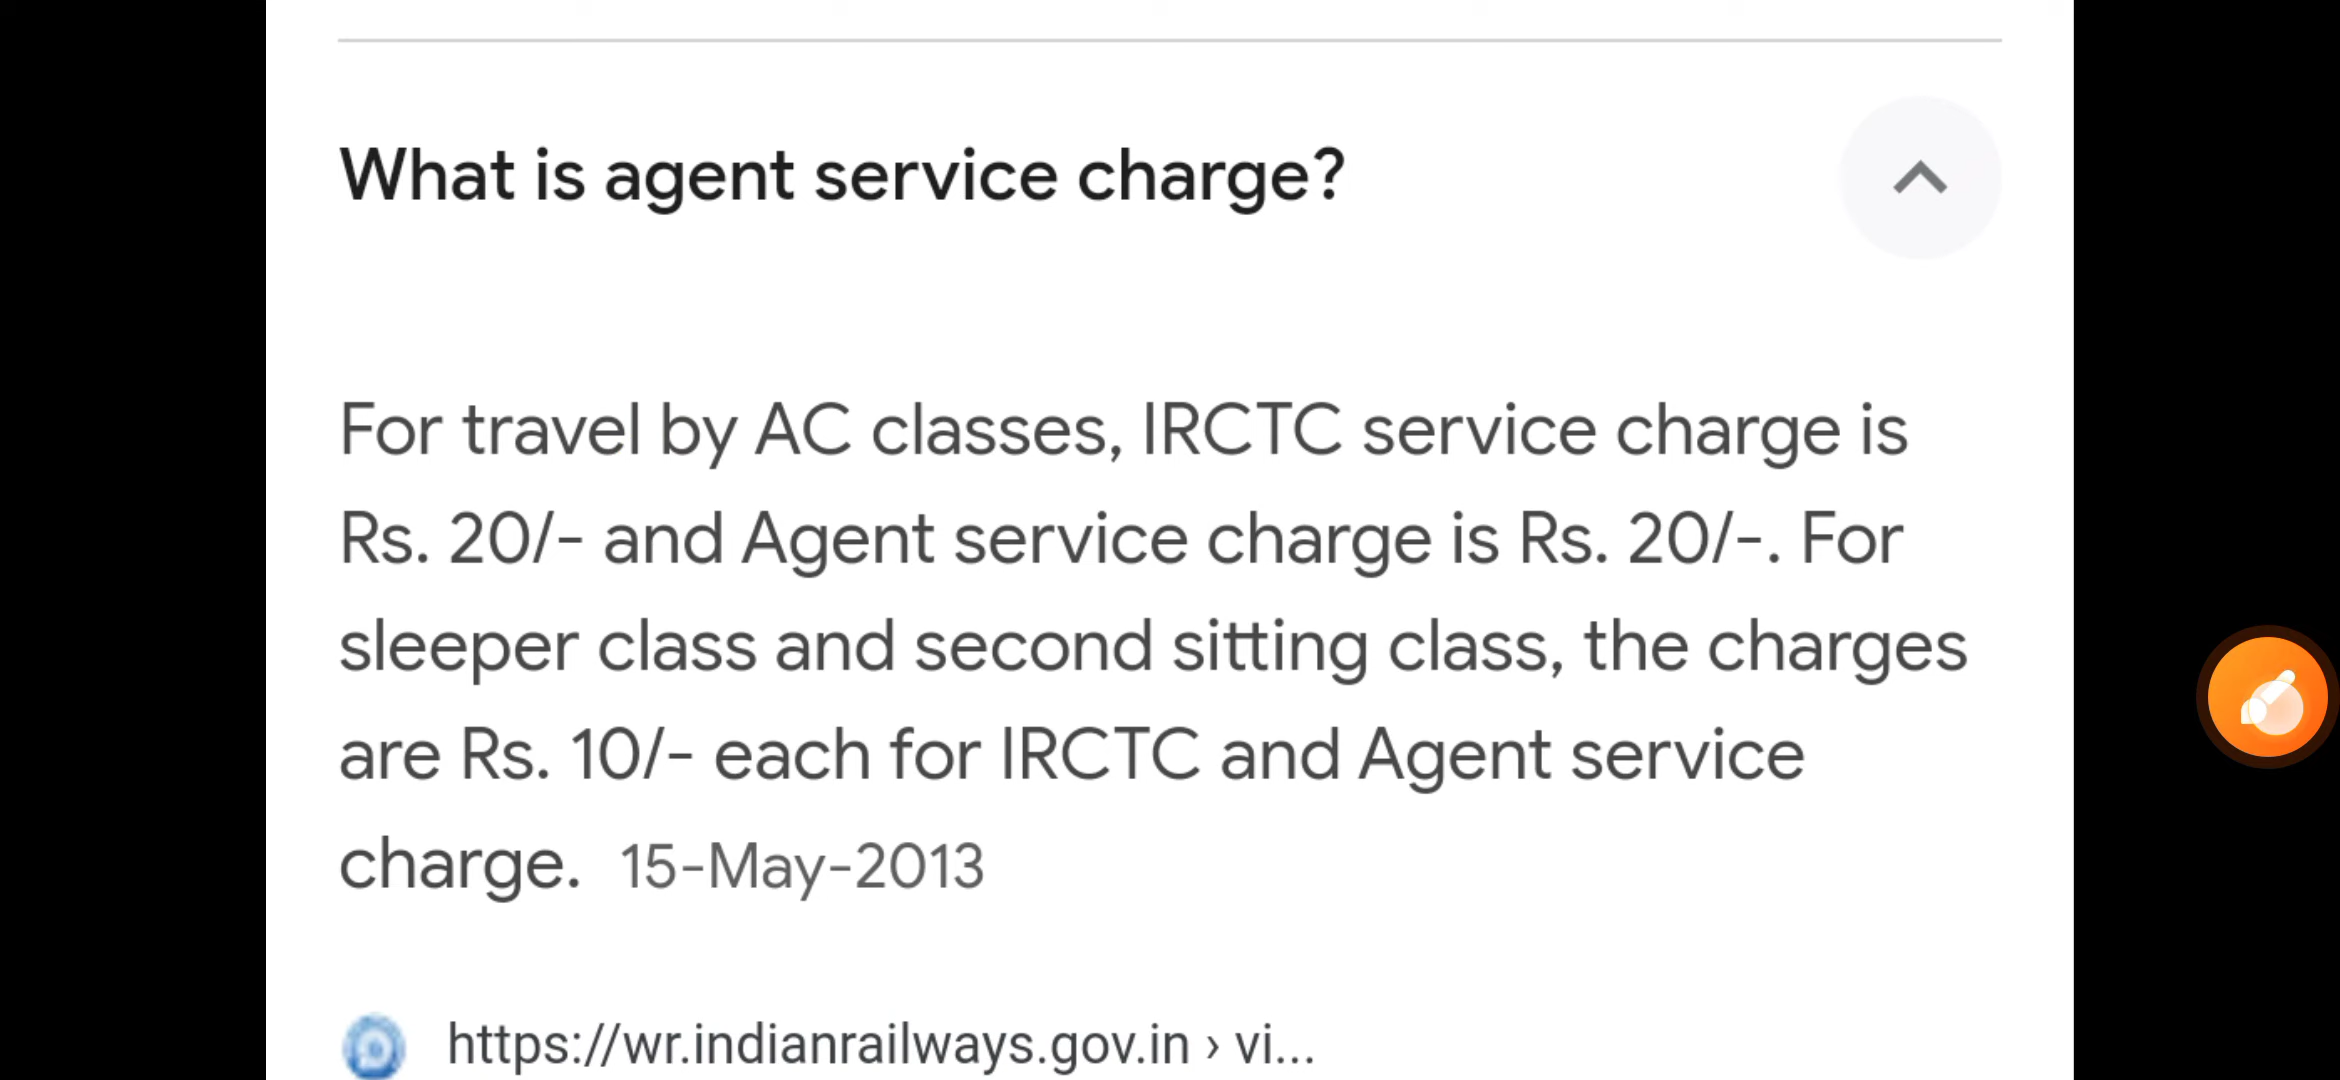 What is agent service charge?
For travel by AC classes, IRCTC service charge is
Rs. 20/- and Agent service charge is Rs. 20/-. For
sleeper class and second sitting class, the charges
are Rs. 10/- each for IRCTC and Agent service
charge. 15-May-2013
https://wr.indianrailways.gov.in › vi...